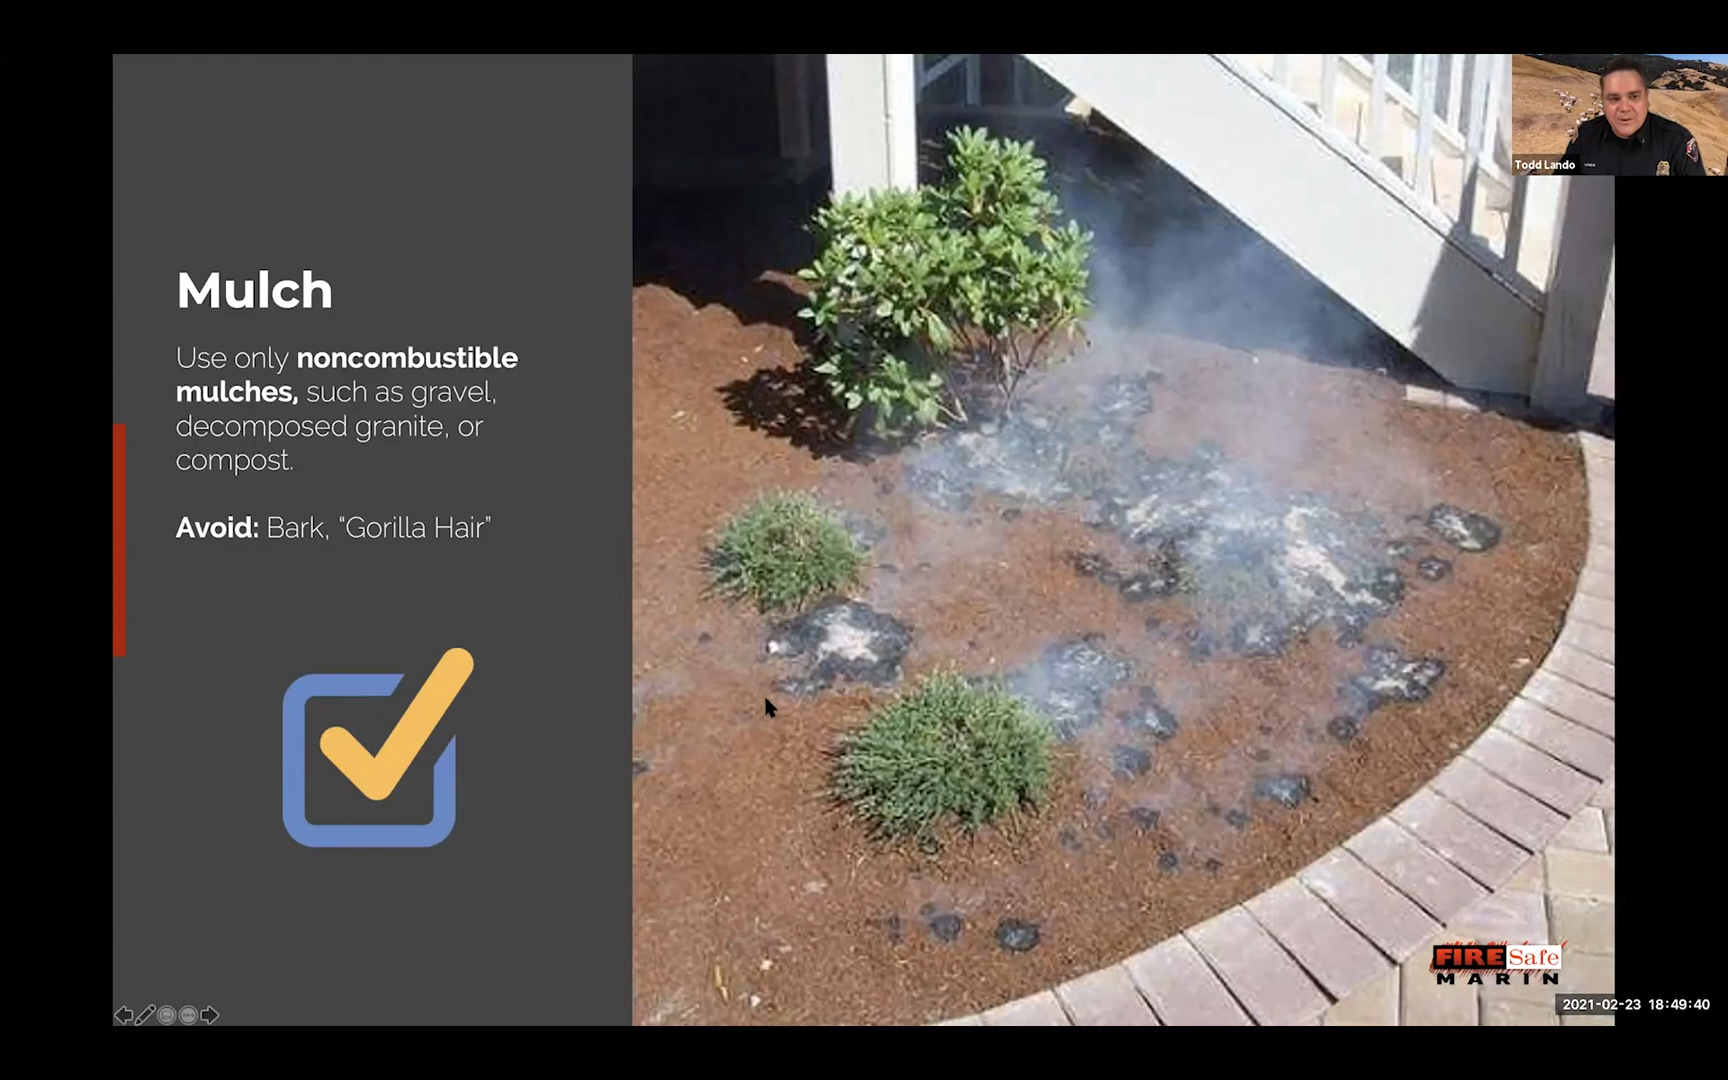 Todd Lando
Mulch
Use only noncombustible
mulches, such as gravel,
decomposed granite, or
compost.
Avoid: Bark, “Gorilla Hair”
FIRE Safe
MARIN
2021-02-23 18:49:40